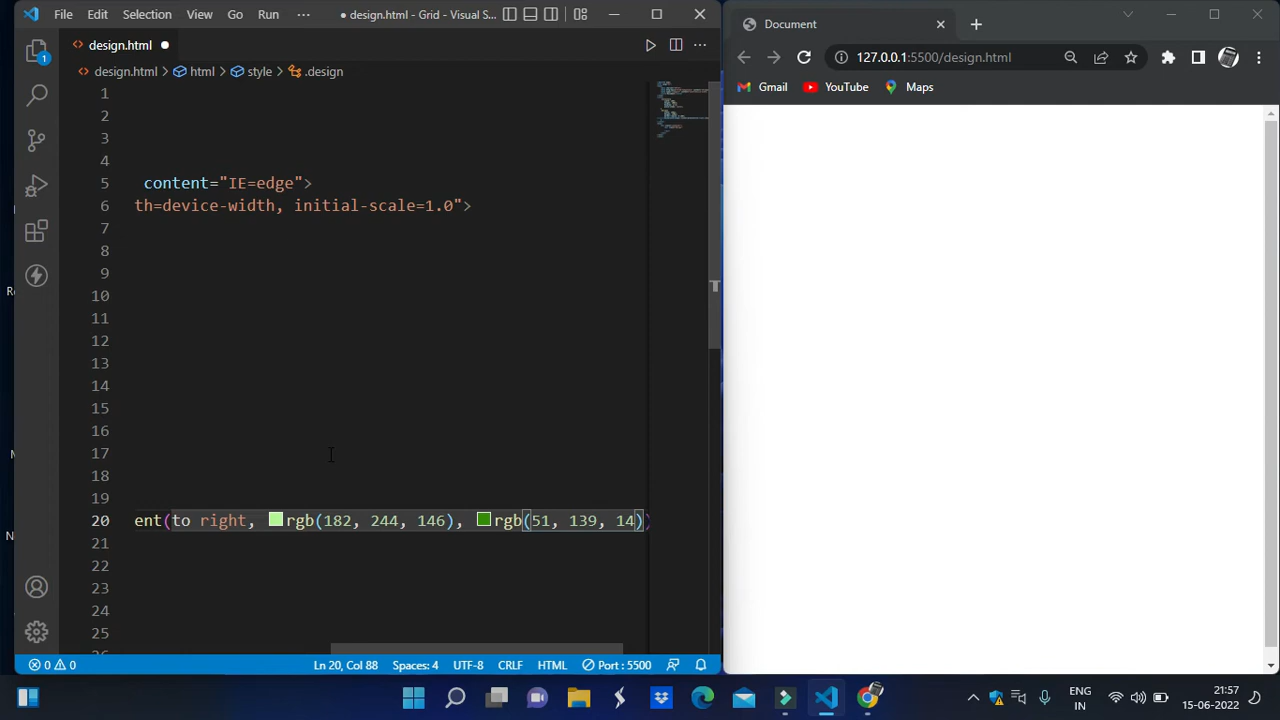 File Edit Selection View Go Run ··· ● design.html - Grid - Visual S...
design.html ●
design.html > html > style > .design
1
2
3
4
5 content="IE=edge">
6 th=device-width, initial-scale=1.0">
7
8
9
10
11
12
13
14
15
16
17
18
19
20 ent(to right, rgb(182, 244, 146), rgb(51, 139, 14)
21
22
23
24
25
1
0 0 Ln 20, Col 88 Spaces: 4 UTF-8 CRLF HTML Port : 5500
Document
127.0.0.1:5500/design.html
Gmail YouTube Maps
ENG
IN
21:57
15-06-2022